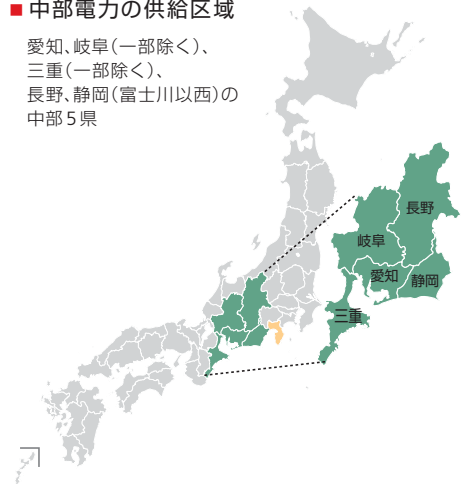 ■ 中部電力の供給区域
愛知、岐阜（一部除く）、
三重（一部除く）、
長野、静岡（富士川以西）の
中部５県
長野
岐阜
愛知
静岡
三重